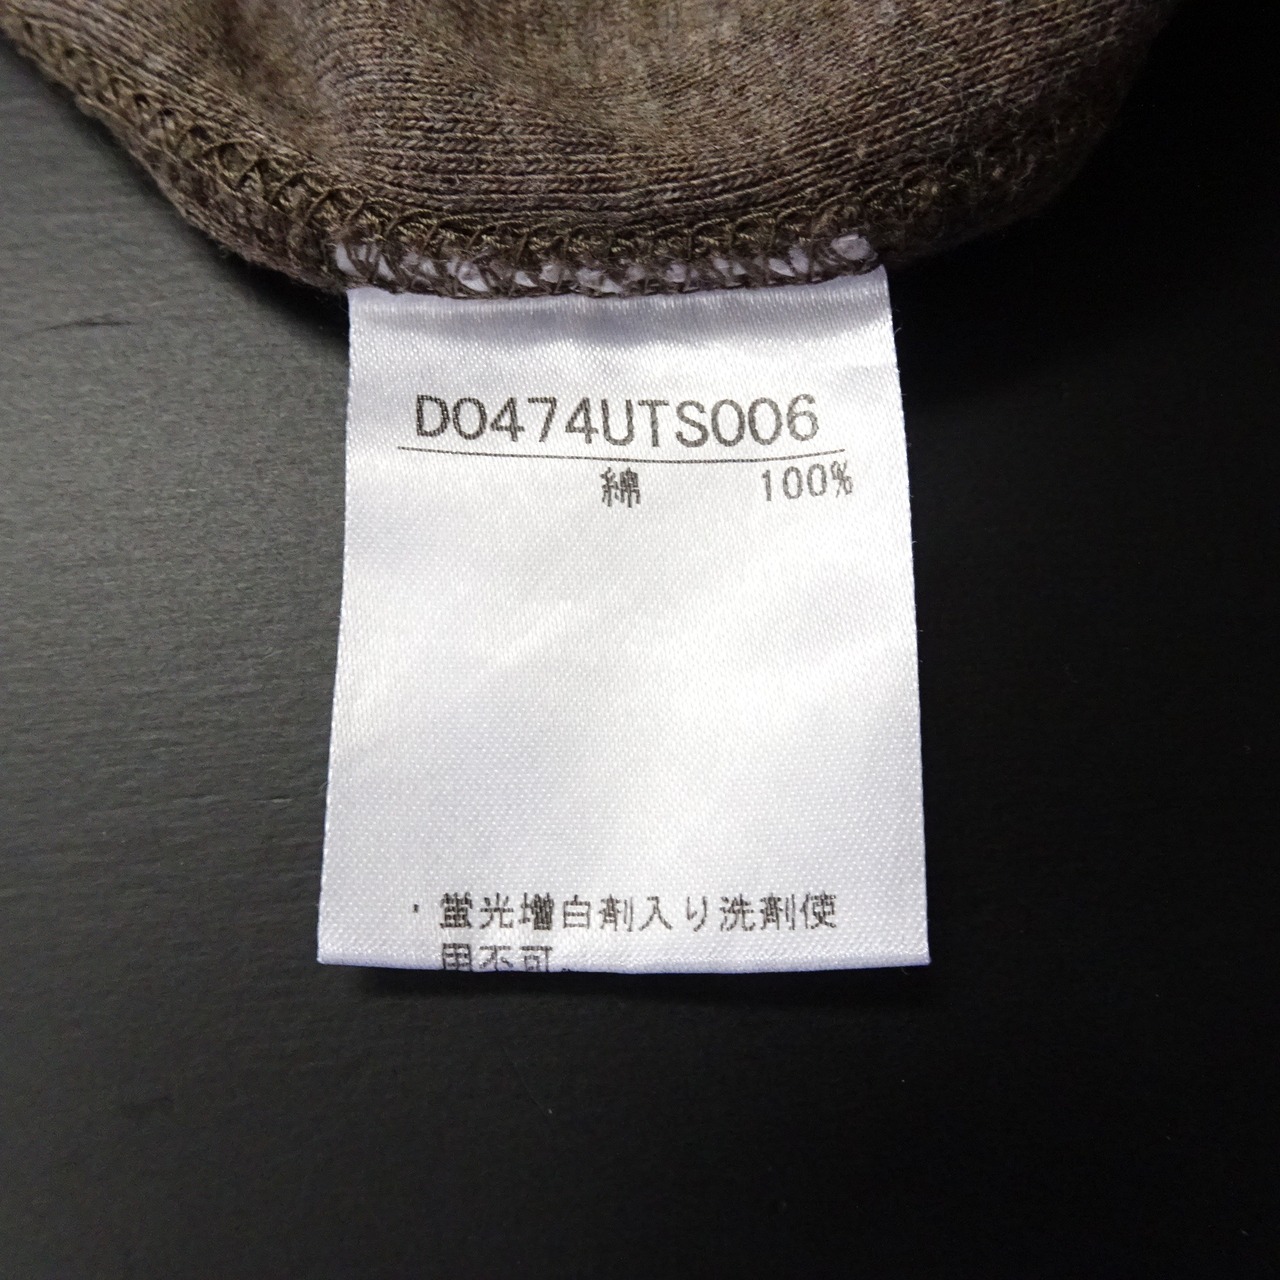 D0474UTS006
綿 100%
・蛍光増白剤入り洗剤使
用不可。